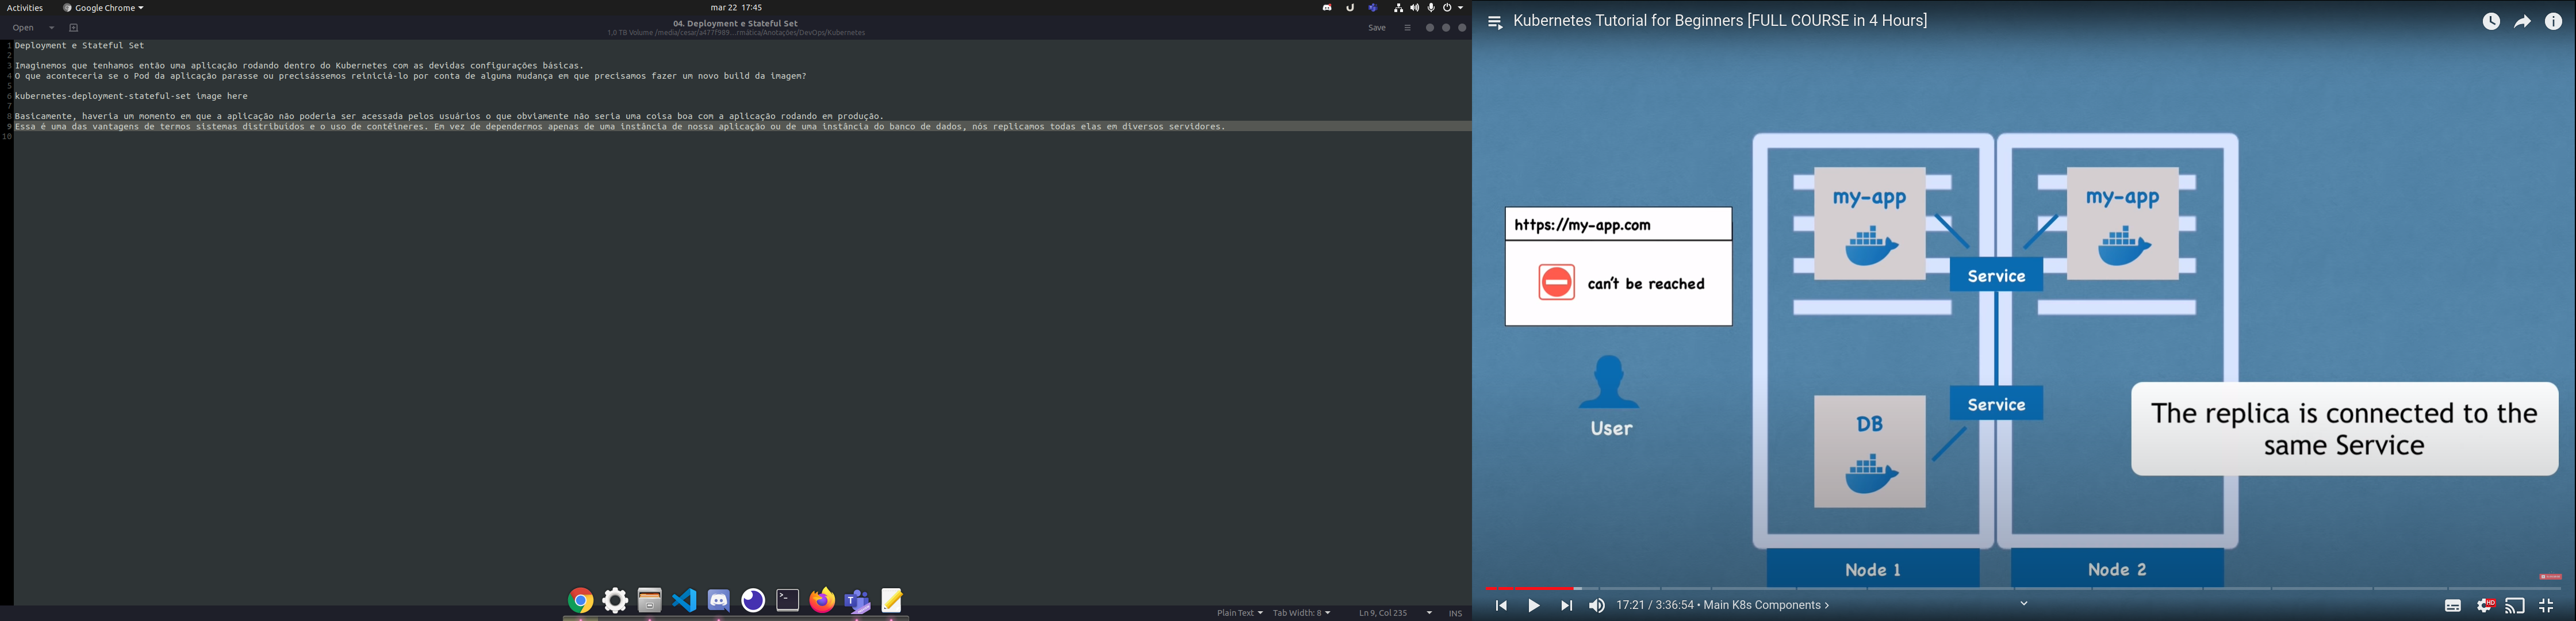 Activities
Google Chrome
mar 22 17:45
Open
04. Deployment e Stateful Set
1,0 TB Volume /media/cesar/a477f989...rmática/Anotações/DevOps/Kubernetes
Save
1 Deployment e Stateful Set
2
3 Imaginemos que tenhamos então uma aplicação rodando dentro do Kubernetes com as devidas configurações básicas.
4 O que aconteceria se o Pod da aplicação parasse ou precisássemos reiniciá-lo por conta de alguma mudança em que precisamos fazer um novo build da imagem?
5
6 kubernetes-deployment-stateful-set image here
7
8 Basicamente, haveria um momento em que a aplicação não poderia ser acessada pelos usuários o que obviamente não seria uma coisa boa com a aplicação rodando em produção.
9 Essa é uma das vantagens de termos sistemas distribuídos e o uso de contêineres. Em vez de dependermos apenas de uma instância de nossa aplicação ou de uma instância do banco de dados, nós replicamos todas elas em diversos servidores.
10
Plain Text
Tab Width: 8
Ln 9, Col 235
INS
Kubernetes Tutorial for Beginners [FULL COURSE in 4 Hours]
https://my-app.com
can't be reached
User
my-app
my-app
Service
Service
DB
The replica is connected to the
same Service
Node 1
Node 2
17:21 / 3:36:54 • Main K8s Components ›
HD